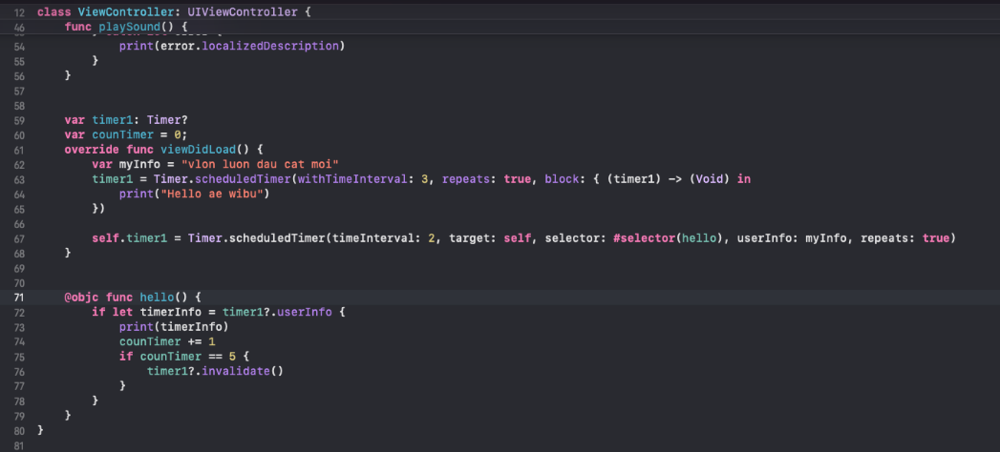 12 class ViewController: UIViewController {
46 func playSound() {
54 print(error.localizedDescription)
55 }
56 }
57
58
59 var timer1: Timer?
60 var counTimer = 0;
61 override func viewDidLoad() {
62 var myInfo = "vlon luon dau cat moi"
63 timer1 = Timer.scheduledTimer(withTimeInterval: 3, repeats: true, block: { (timer1) -> (Void) in
64 print("Hello ae wibu")
65 })
66
67 self.timer1 = Timer.scheduledTimer(timeInterval: 2, target: self, selector: #selector(hello), userInfo: myInfo, repeats: true)
68 }
69
70
71 @objc func hello() {
72 if let timerInfo = timer1?.userInfo {
73 print(timerInfo)
74 counTimer += 1
75 if counTimer == 5 {
76 timer1?.invalidate()
77 }
78 }
79 }
80 }
81